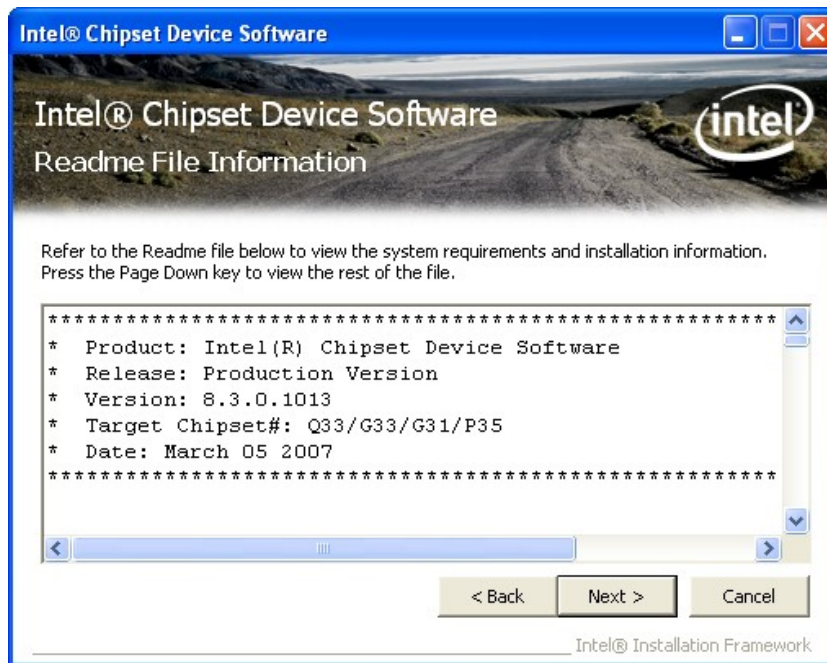 Intel® Chipset Device Software
Intel® Chipset Device Software
intel
Readme File Information
Refer to the Readme file below to view the system requirements and installation information.
Press the Page Down key to view the rest of the file.
*********************************************************
* Product: Intel(R) Chipset Device Software
* Release: Production Version
* Version: 8.3.0.1013
* Target Chipset#: Q33/G33/G31/P35
* Date: March 05 2007
*********************************************************
< Back
Next >
Cancel
Intel® Installation Framework